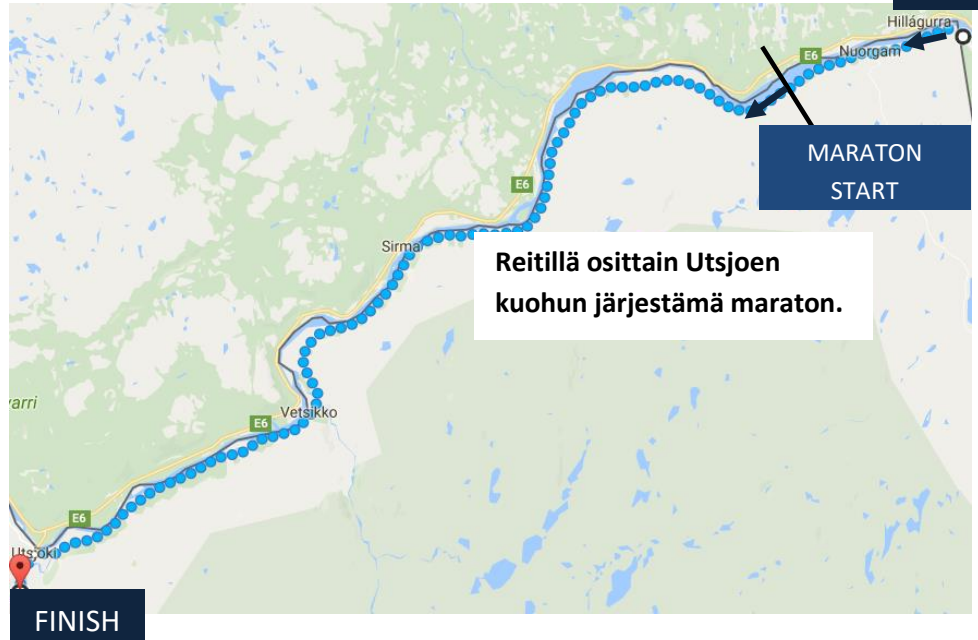 Hillágurra
E6
Nuorgam
MARATON
START
E6
Sirma
Reitillä osittain Utsjoen
kuohun järjestämä maraton.
varri
Vetsikko
E6
E6
Utsjoki
FINISH